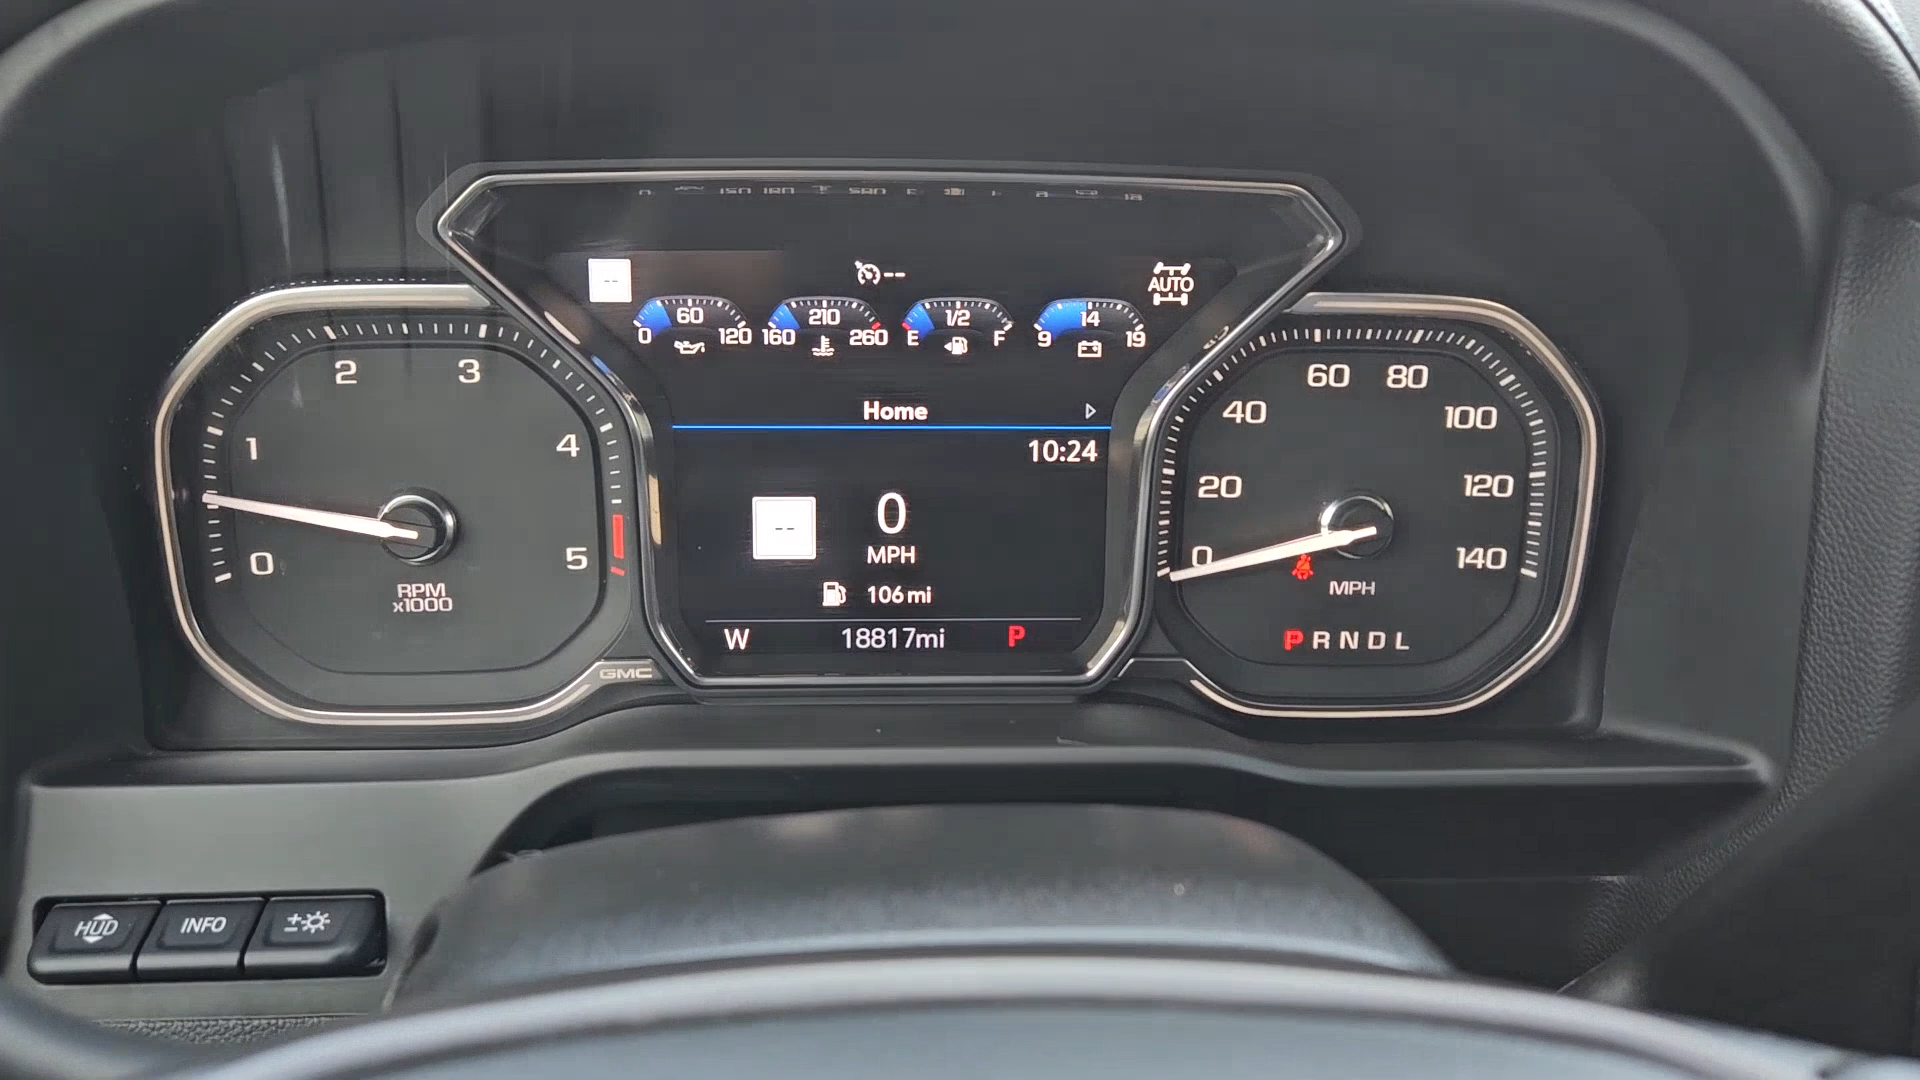 --
--
AUTO
60
0 120
210
160 260
1/2
E F
14
9 19
Home
10:24
--
0
MPH
106 mi
W 18817mi P
0 1 2 3 4 5
RPM
x1000
GMC
0 20 40 60 80 100 120 140
MPH
P R N D L
HUD
INFO
±